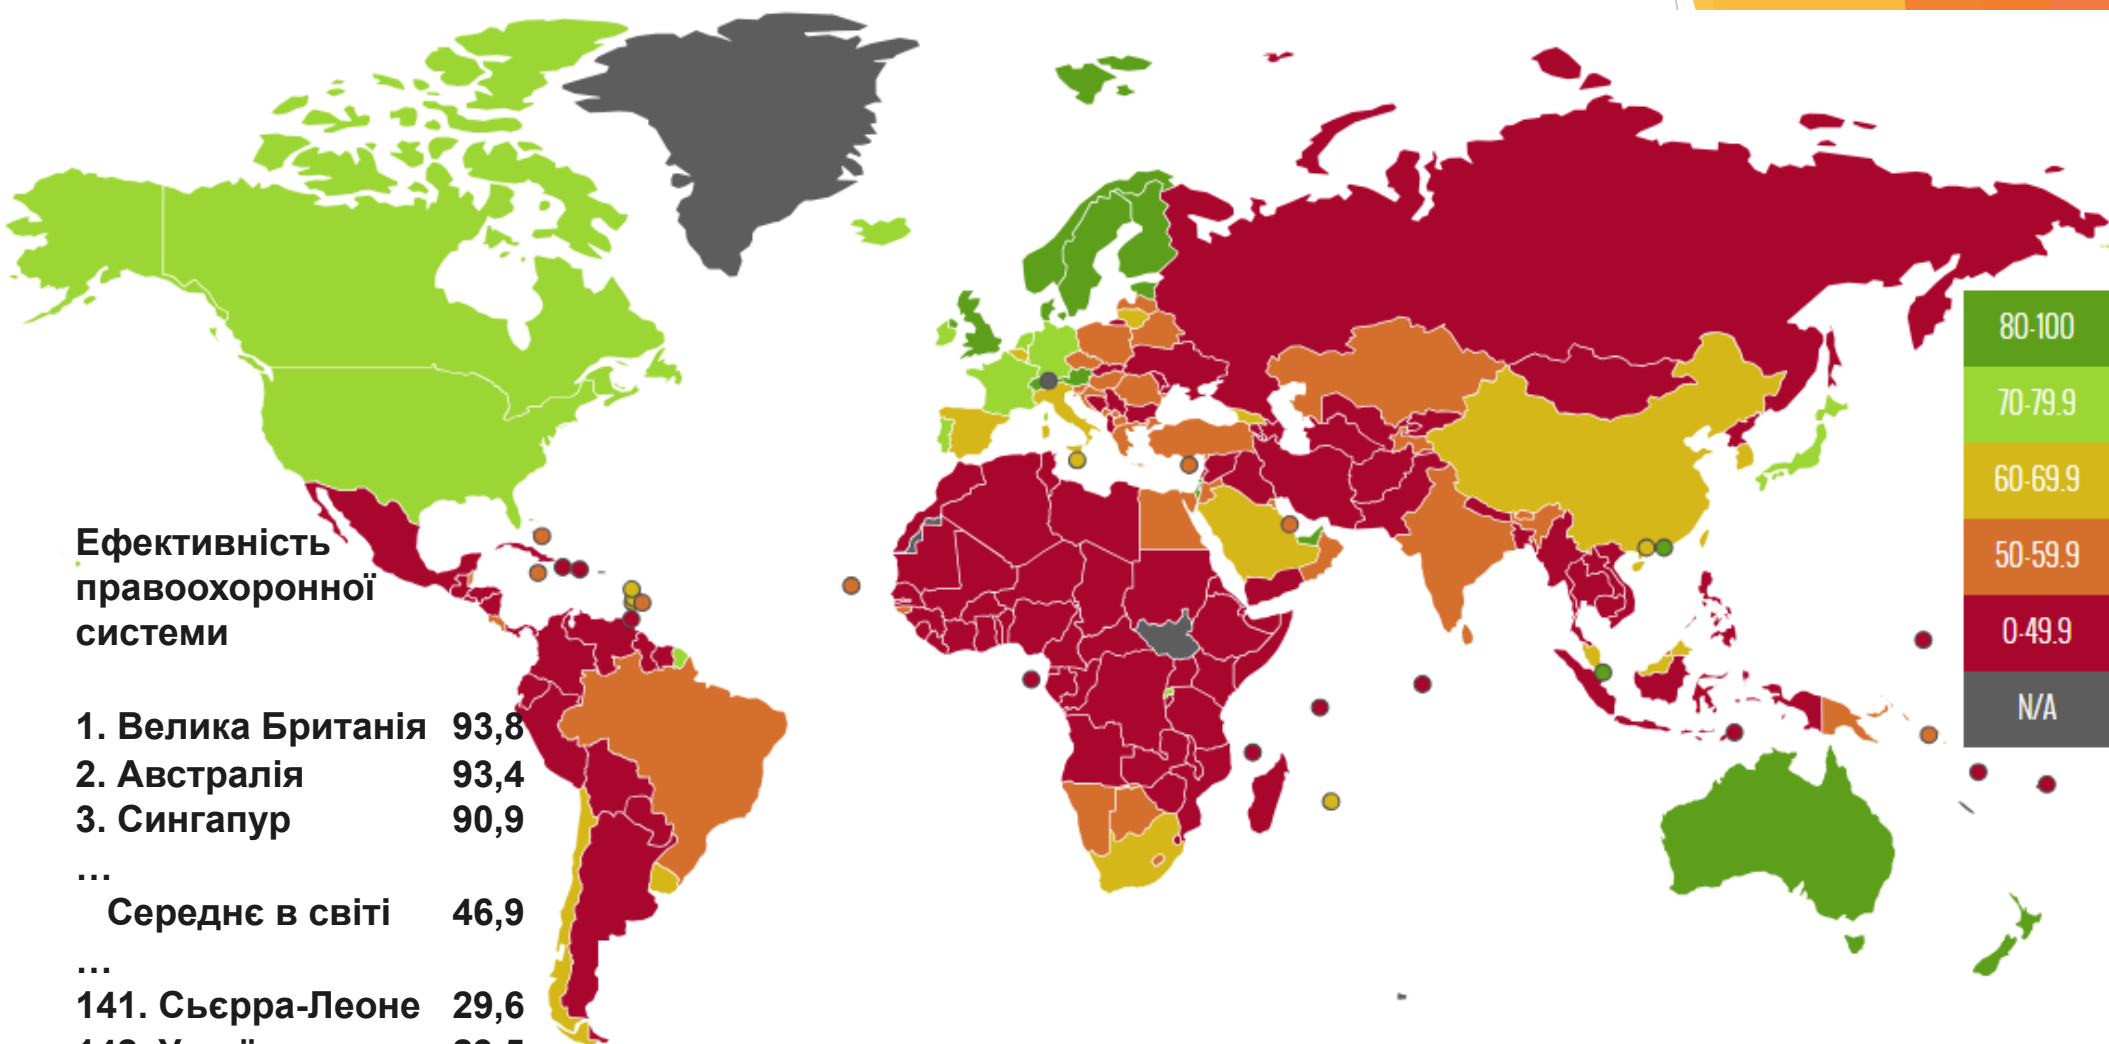 Ефективність
правоохоронної
системи
1. Велика Британія 93,8
2. Австралія 93,4
3. Сингапур 90,9
…
Середнє в світі 46,9
…
141. Сьєрра-Леоне 29,6
80-100
70-79.9
60-69.9
50-59.9
0-49.9
N/A